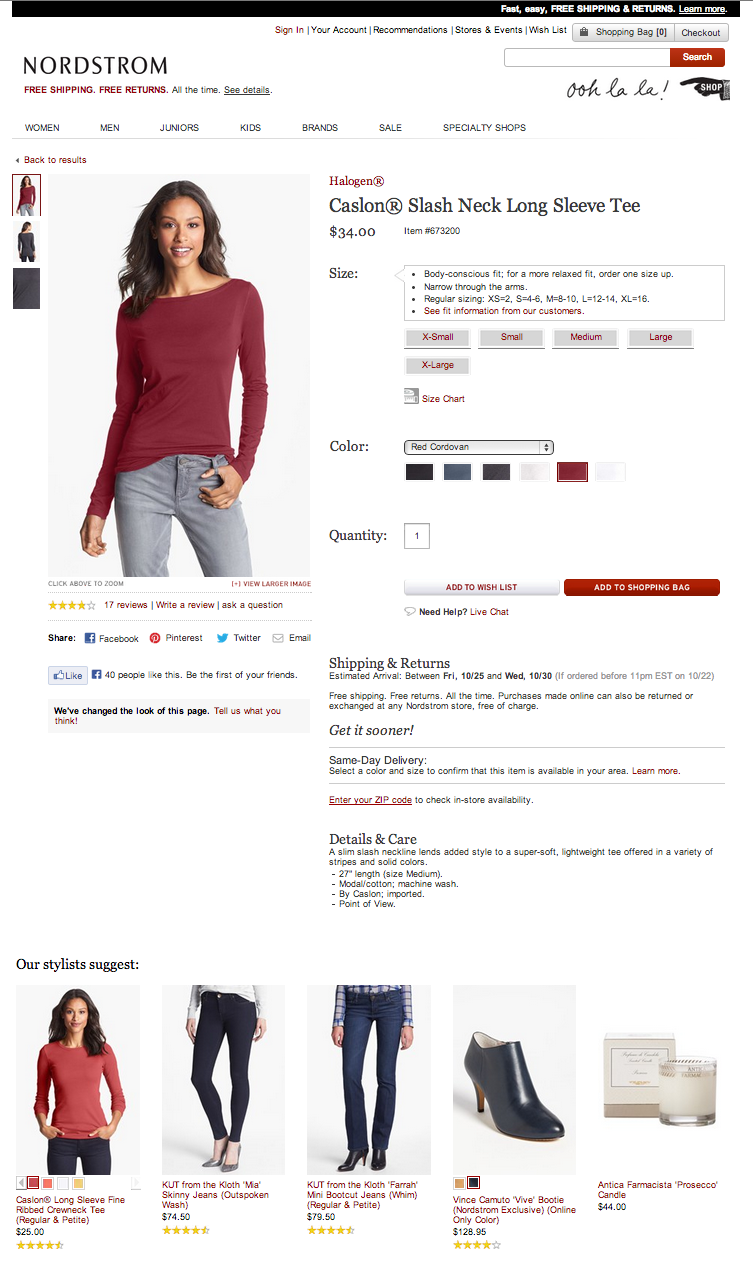 Fast, easy, FREE SHIPPING & RETURNS. Learn more.
Sign In | Your Account | Recommendations | Stores & Events | Wish List
Shopping Bag [0]
Checkout
Search
NORDSTROM
FREE SHIPPING. FREE RETURNS. All the time. See details.
ooh la la!
SHOP
WOMEN MEN JUNIORS KIDS BRANDS SALE SPECIALTY SHOPS
Back to results
Halogen®
Caslon® Slash Neck Long Sleeve Tee
$34.00 Item #673200
Size:
• Body-conscious fit; for a more relaxed fit, order one size up.
• Narrow through the arms.
• Regular sizing: XS=2, S=4-6, M=8-10, L=12-14, XL=16.
• See fit information from our customers.
X-Small Small Medium Large
X-Large
Size Chart
Color: Red Cordovan
Quantity: 1
ADD TO WISH LIST ADD TO SHOPPING BAG
Need Help? Live Chat
CLICK ABOVE TO ZOOM [+] VIEW LARGER IMAGE
17 reviews | Write a review | ask a question
Share: Facebook Pinterest Twitter Email
Like 40 people like this. Be the first of your friends.
We've changed the look of this page. Tell us what you
think!
Shipping & Returns
Estimated Arrival: Between Fri, 10/25 and Wed, 10/30 (If ordered before 11pm EST on 10/22)
Free shipping. Free returns. All the time. Purchases made online can also be returned or
exchanged at any Nordstrom store, free of charge.
Get it sooner!
Same-Day Delivery:
Select a color and size to confirm that this item is available in your area. Learn more.
Enter your ZIP code to check in-store availability.
Details & Care
A slim slash neckline lends added style to a super-soft, lightweight tee offered in a variety of
stripes and solid colors.
- 27" length (size Medium).
- Modal/cotton; machine wash.
- By Caslon; imported.
- Point of View.
Our stylists suggest:
Caslon® Long Sleeve Fine
Ribbed Crewneck Tee
(Regular & Petite)
$25.00
KUT from the Kloth 'Mia'
Skinny Jeans (Outspoken
Wash)
$74.50
KUT from the Kloth 'Farrah'
Mini Bootcut Jeans (Whim)
(Regular & Petite)
$79.50
Vince Camuto 'Vive' Bootie
(Nordstrom Exclusive) (Online
Only Color)
$128.95
Antica Farmacista 'Prosecco'
Candle
$44.00